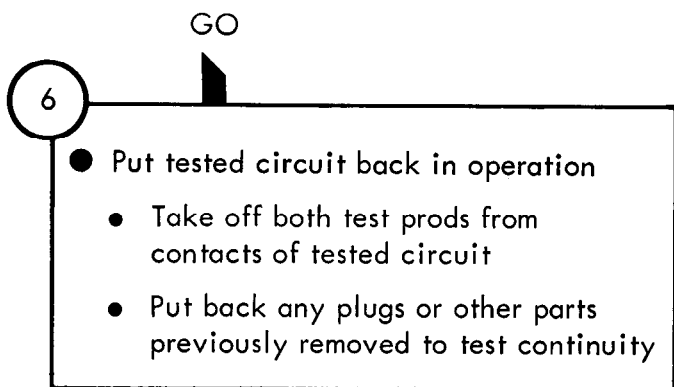 GO
6
● Put tested circuit back in operation
● Take off both test prods from
contacts of tested circuit
● Put back any plugs or other parts
previously removed to test continuity